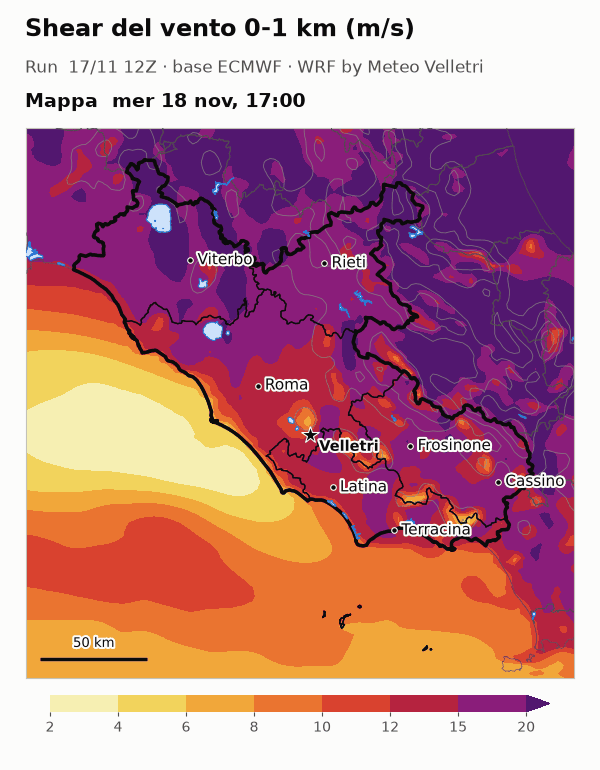 Shear del vento 0-1 km (m/s)
Run  17/11 12Z · base ECMWF · WRF by Meteo Velletri
Mappa  mer 18 nov, 17:00
Viterbo
Rieti
Roma
Velletri
Frosinone
Cassino
Latina
Terracina
50 km
2 4 6 8 10 12 15 20